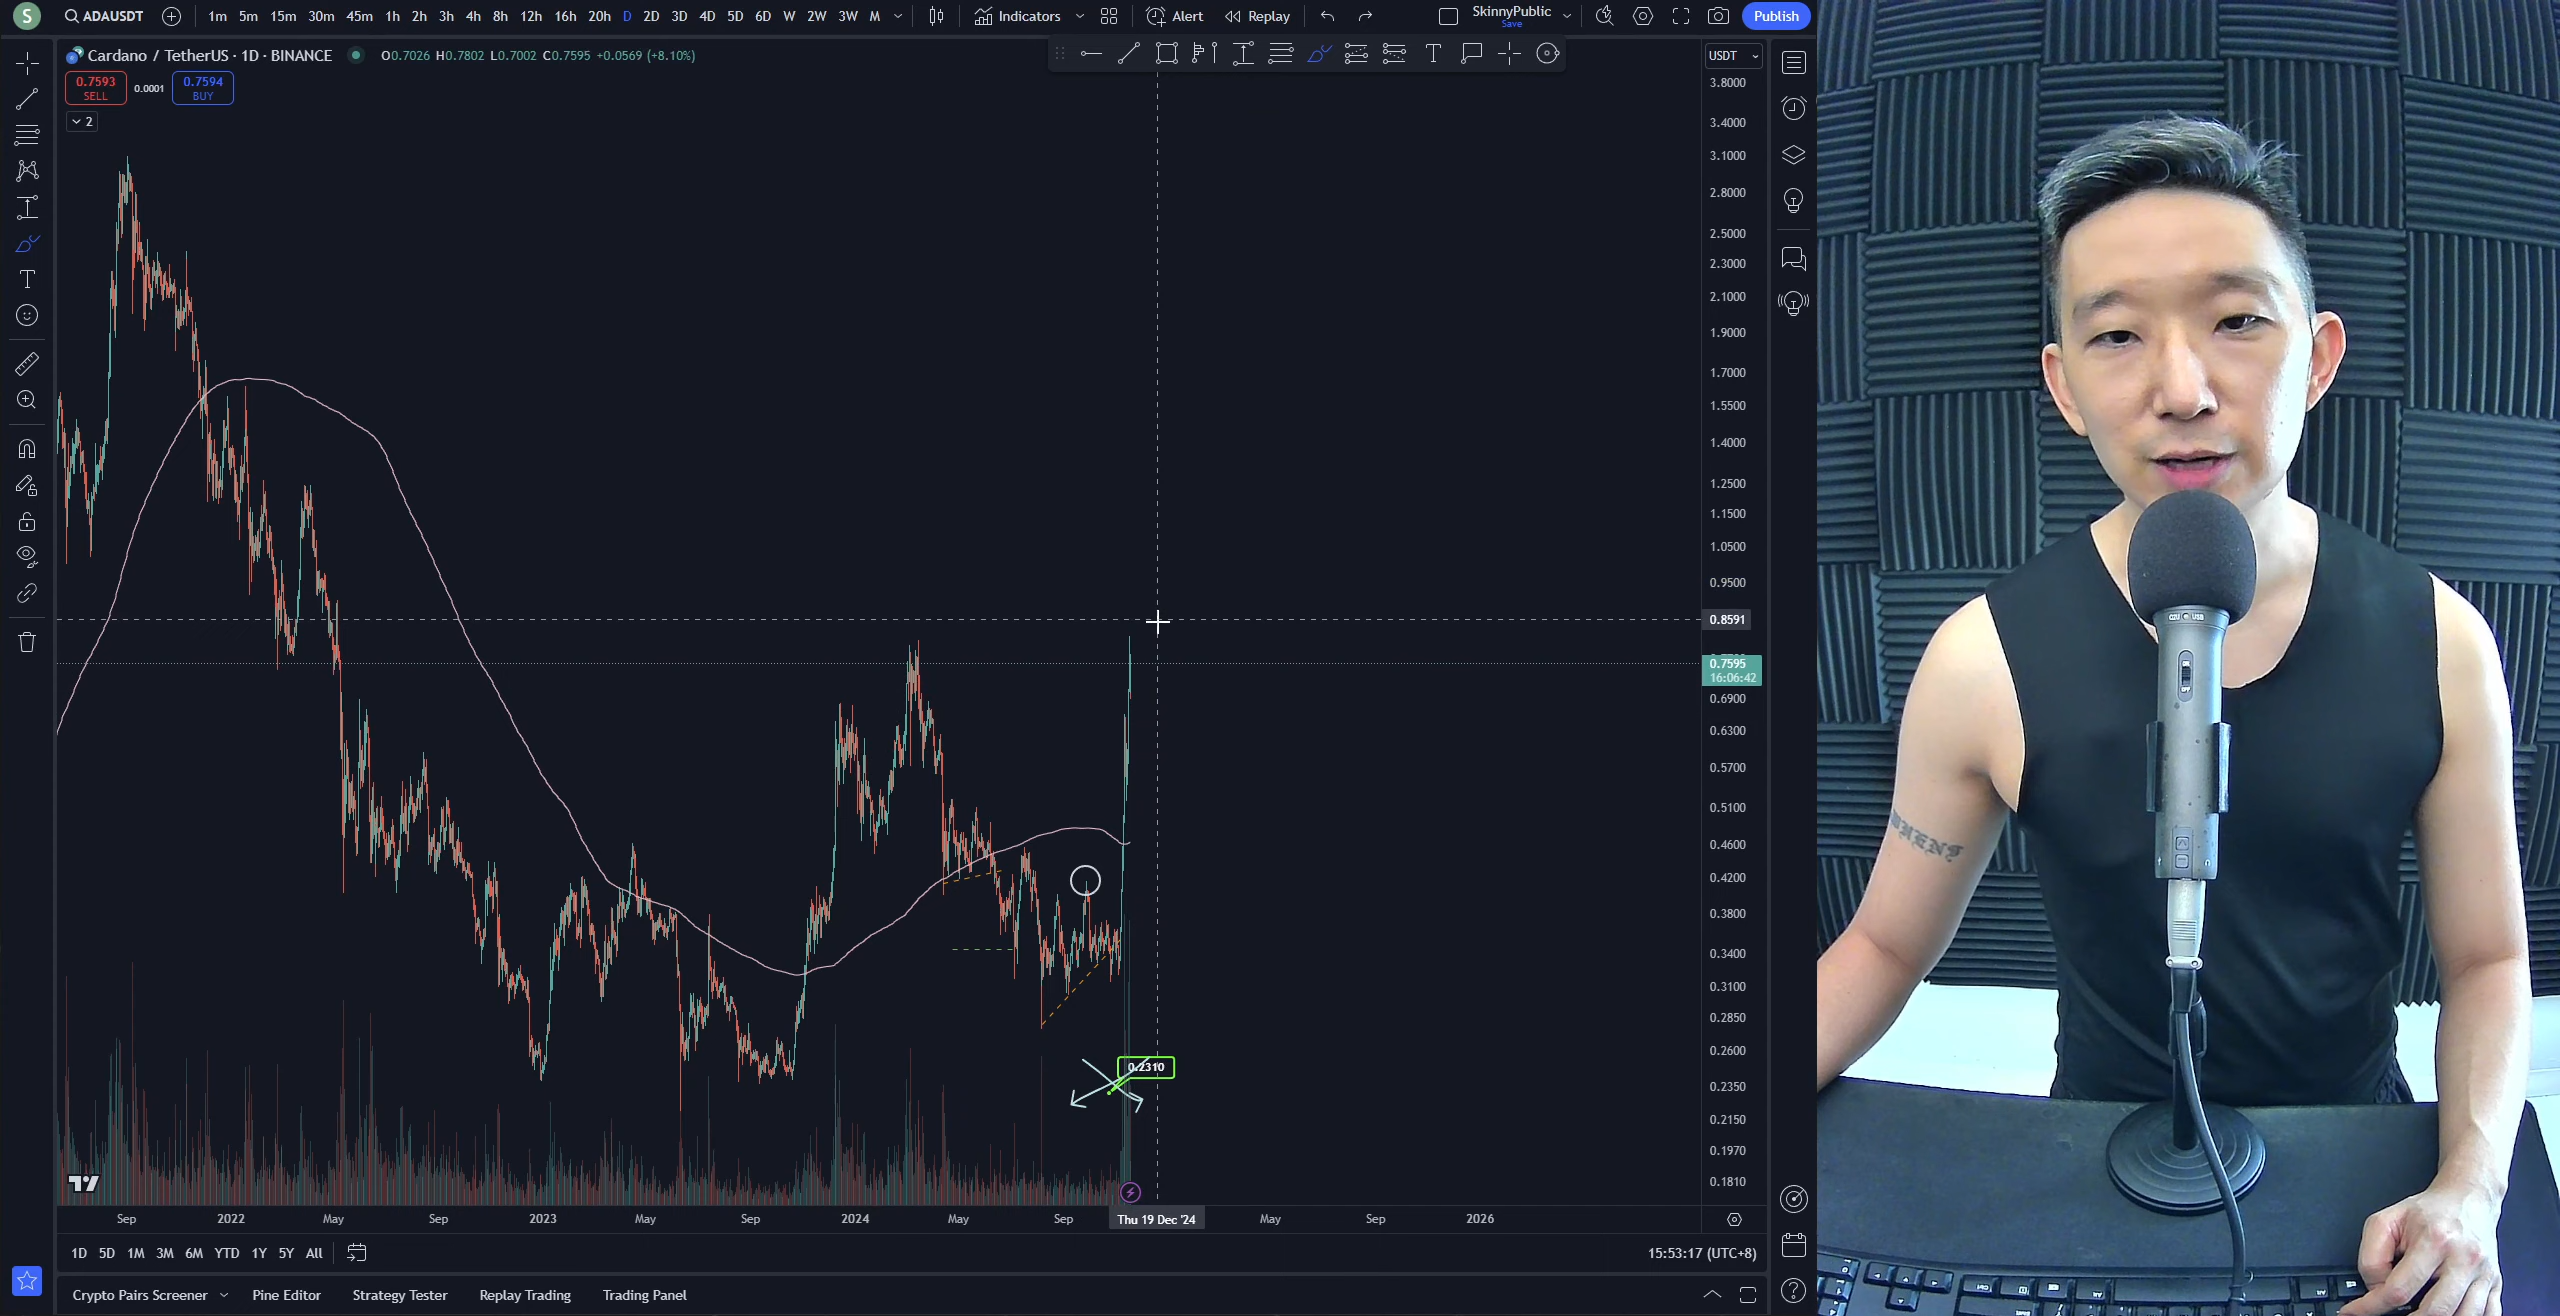 S
ADAUSDT
1m 5m 15m 30m 45m 1h 2h 3h 4h 8h 12h 16h 20h D 2D 3D 4D 5D 6D W 2W 3W M
Indicators
Alert
Replay
SkinnyPublic
Save
Publish
Cardano / TetherUS · 1D · BINANCE
O0.7026 H0.7802 L0.7002 C0.7595 +0.0569 (+8.10%)
USDT
0.7593
SELL
0.0001
0.7594
BUY
2
3.8000
3.4000
3.1000
2.8000
2.5000
2.3000
2.1000
1.9000
1.7000
1.5500
1.4000
1.2500
1.1500
1.0500
0.9500
0.8591
0.7595
16:06:42
0.6900
0.6300
0.5700
0.5100
0.4600
0.4200
0.3800
0.3400
0.3100
0.2850
0.2600
0.2350
0.2150
0.1970
0.1810
0.2310
Sep 2022 May Sep 2023 May Sep 2024 May Sep Thu 19 Dec '24 May Sep 2026
1D 5D 1M 3M 6M YTD 1Y 5Y All
15:53:17 (UTC+8)
Crypto Pairs Screener
Pine Editor
Strategy Tester
Replay Trading
Trading Panel